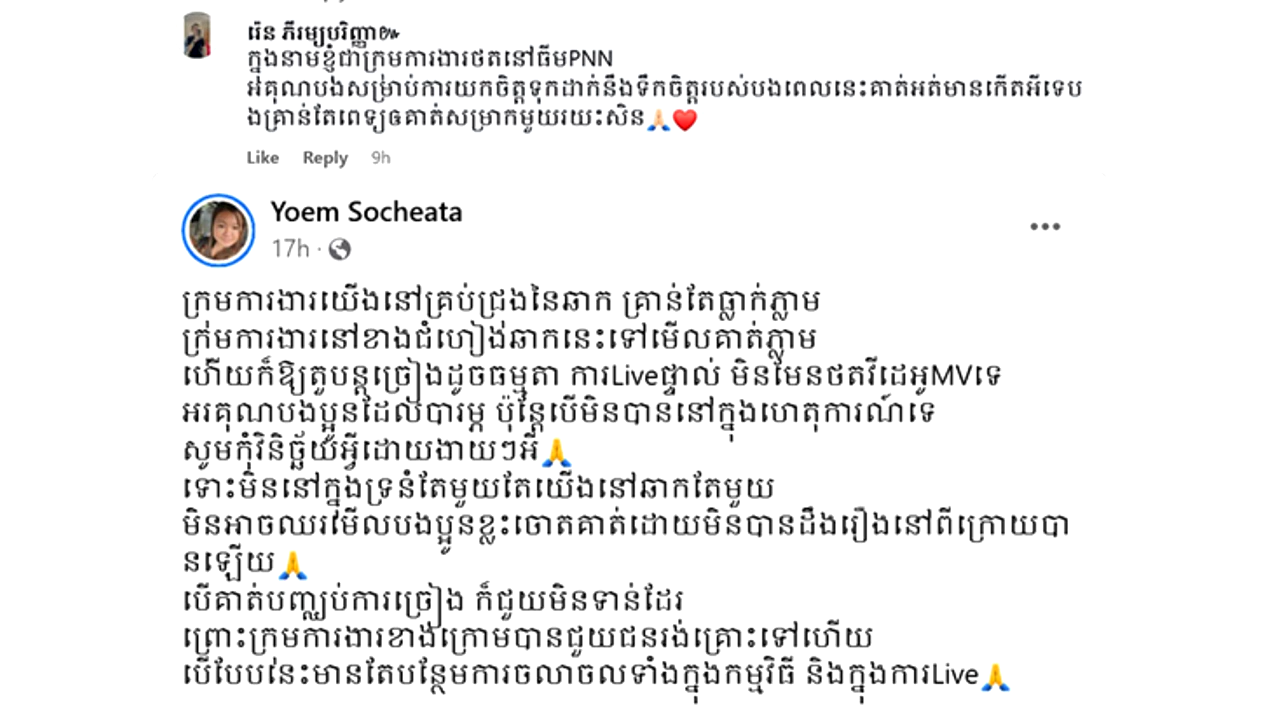 រ៉េន ភីរម្យបរិញ្ញា
ក្នុងនាមខ្ញុំជាក្រុមការងារថតនៅធីមPNN
អរគុណបងសម្រាប់ការយកចិត្តទុកដាក់នឹងទឹកចិត្តរបស់បងពេលនេះគាត់អត់មានកើតអីទេប
ងគ្រាន់តែពេទ្យឲគាត់សម្រាកមួយរយះសិន🙏🏻❤️
Like Reply 9h
Yoem Socheata
17h ·
ក្រុមការងារយើងនៅគ្រប់ជ្រុងនៃឆាក គ្រាន់តែធ្លាក់ភ្លាម
ក្រុមការងារនៅខាងជំហៀងឆាកនេះទៅមើលគាត់ភ្លាម
ហើយក៏ឱ្យតួបន្តច្រៀងដូចធម្មតា ការLiveផ្ទាល់ មិនមែនថតវីដេអូMVទេ
អរគុណបងប្អូនដែលបារម្ភ ប៉ុន្តែបើមិនបាននៅក្នុងហេតុការណ៍ទេ
សូមកុំវិនិច្ឆ័យអ្វីដោយងាយៗអី🙏
ទោះមិននៅក្នុងទ្រនំតែមួយតែយើងនៅឆាកតែមួយ
មិនអាចឈរមើលបងប្អូនខ្លះចោតគាត់ដោយមិនបានដឹងរឿងនៅពីក្រោយបា
នឡើយ🙏
បើគាត់បញ្ឈប់ការច្រៀង ក៏ជួយមិនទាន់ដែរ
ព្រោះក្រុមការងារខាងក្រោមបានជួយជនរង់គ្រោះទៅហើយ
បើបែបនេះមានតែបន្ថែមការចលាចលទាំងក្នុងកម្មវិធី និងក្នុងការLive🙏